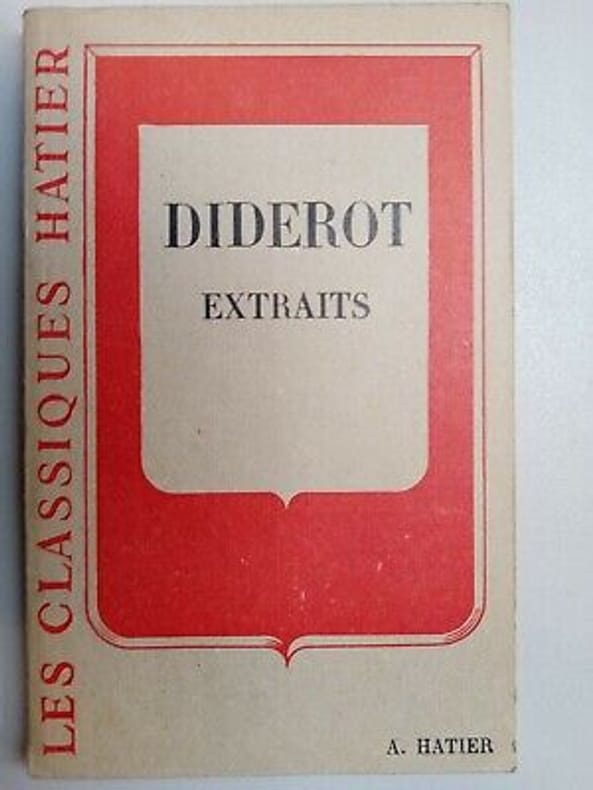 LES CLASSIQUES HATIER
DIDEROT
EXTRAITS
A. HATIER